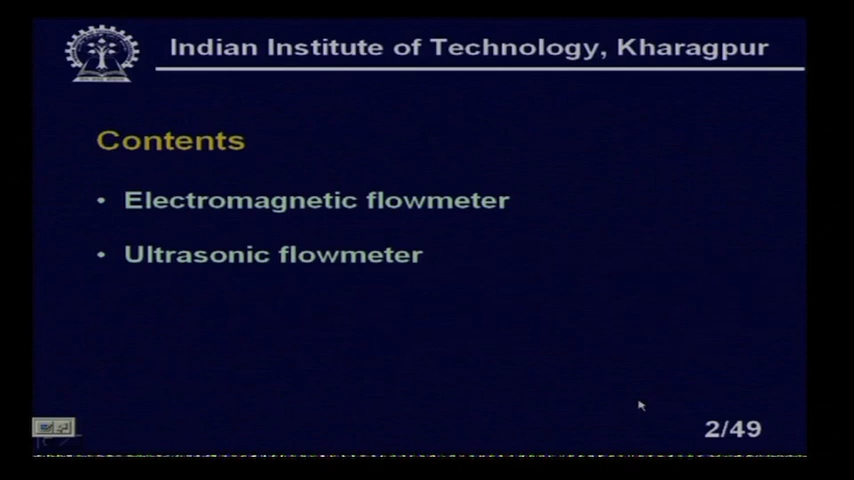 Indian Institute of Technology, Kharagpur
Contents
• Electromagnetic flowmeter
• Ultrasonic flowmeter
2/49